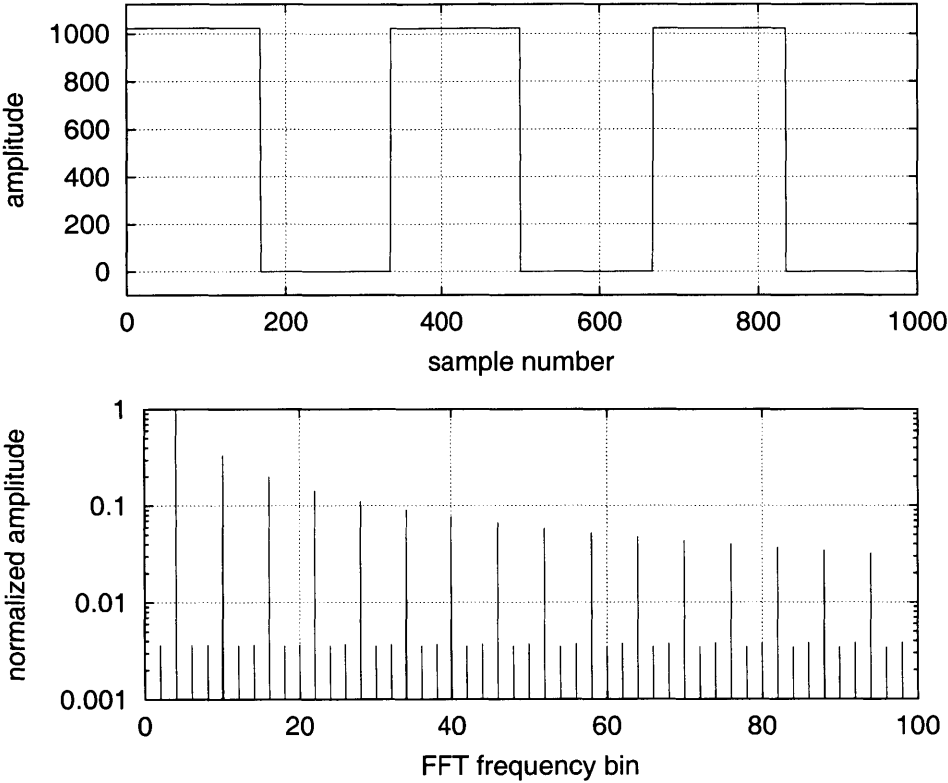 1000
800
600
400
200
0
amplitude
0 200 400 600 800 1000
sample number
1
0.1
0.01
0.001
normalized amplitude
0 20 40 60 80 100
FFT frequency bin